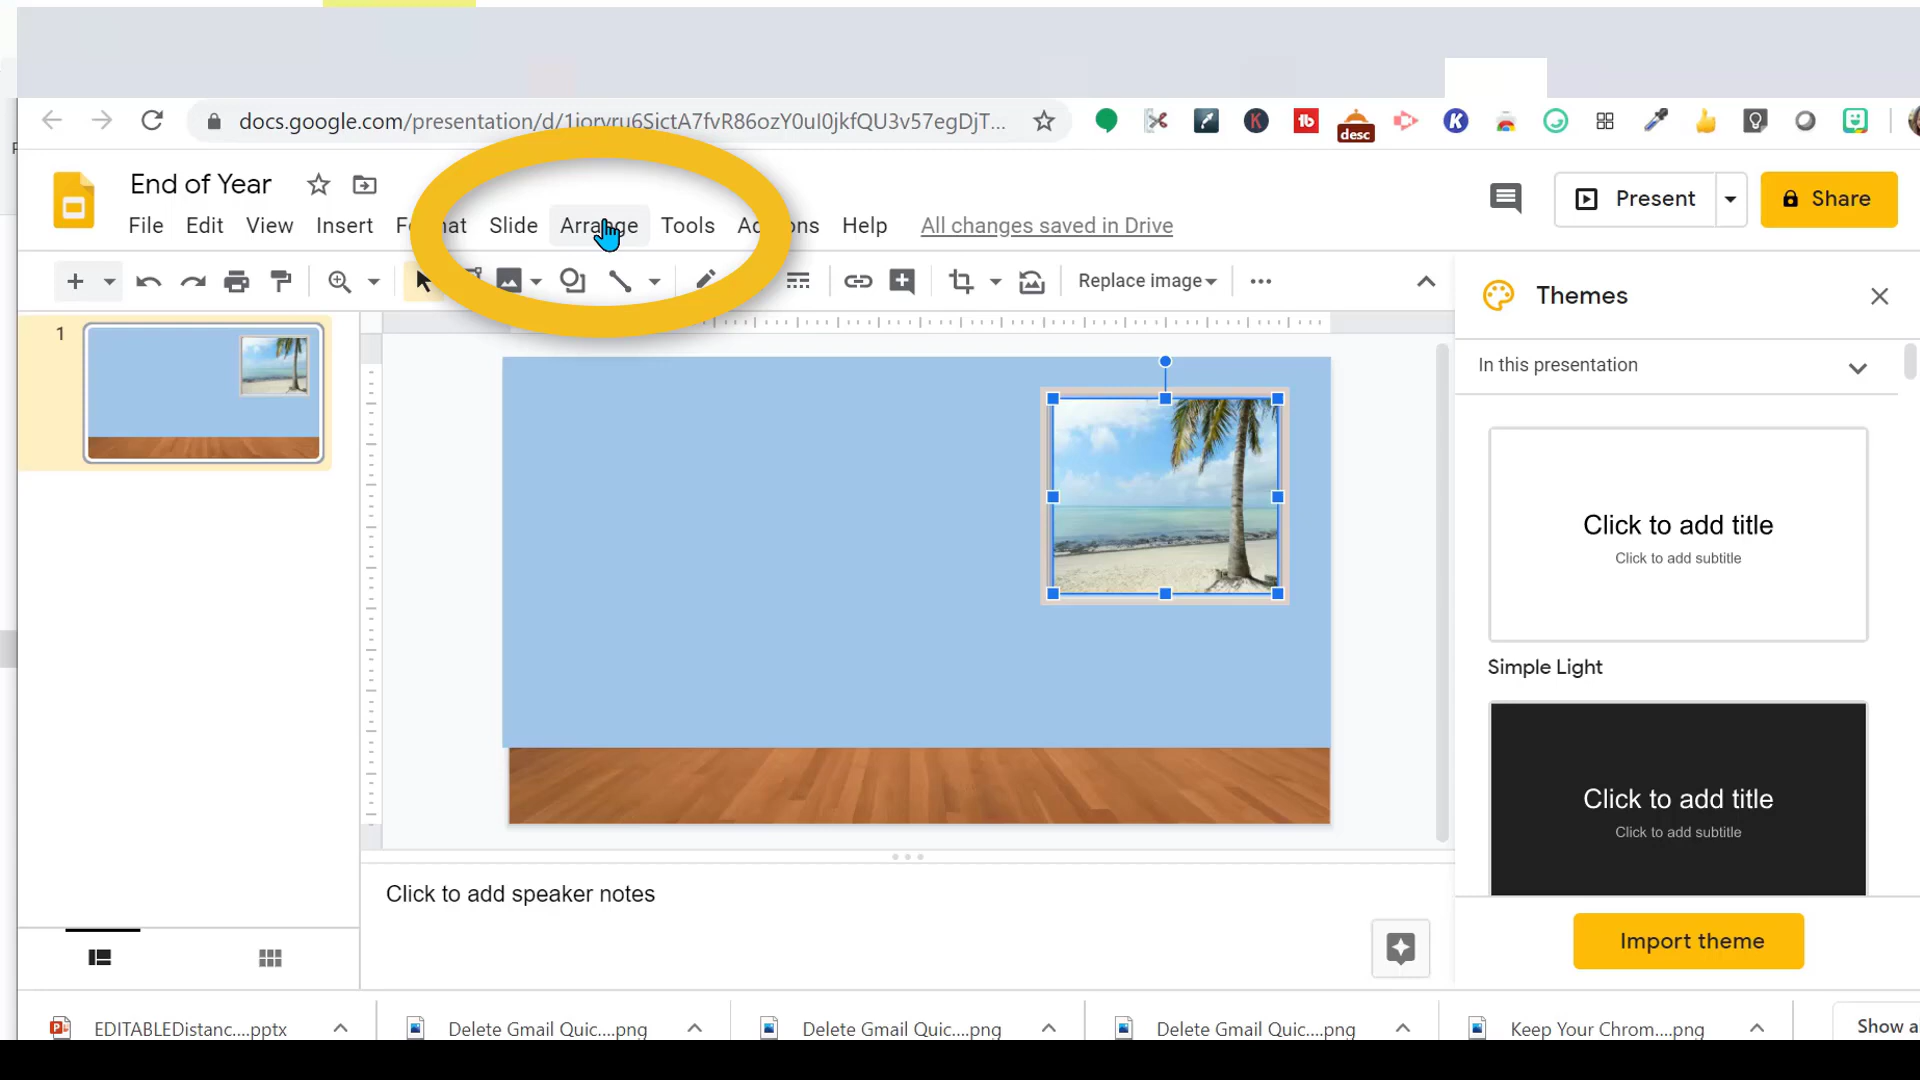 docs.google.com/presentation/d/1jorvru6SictA7fvR86ozY0uI0jkfQU3v57egDjT...
desc
End of Year
Present
Share
File Edit View Insert Slide Arrange Tools Help All changes saved in Drive
Replace image
Themes
1
In this presentation
Click to add title
Click to add subtitle
Simple Light
Click to add title
Click to add subtitle
Click to add speaker notes
Import theme
EDITABLEDistanc....pptx
Delete Gmail Quic....png
Delete Gmail Quic....png
Delete Gmail Quic....png
Keep Your Chrom....png
Show a